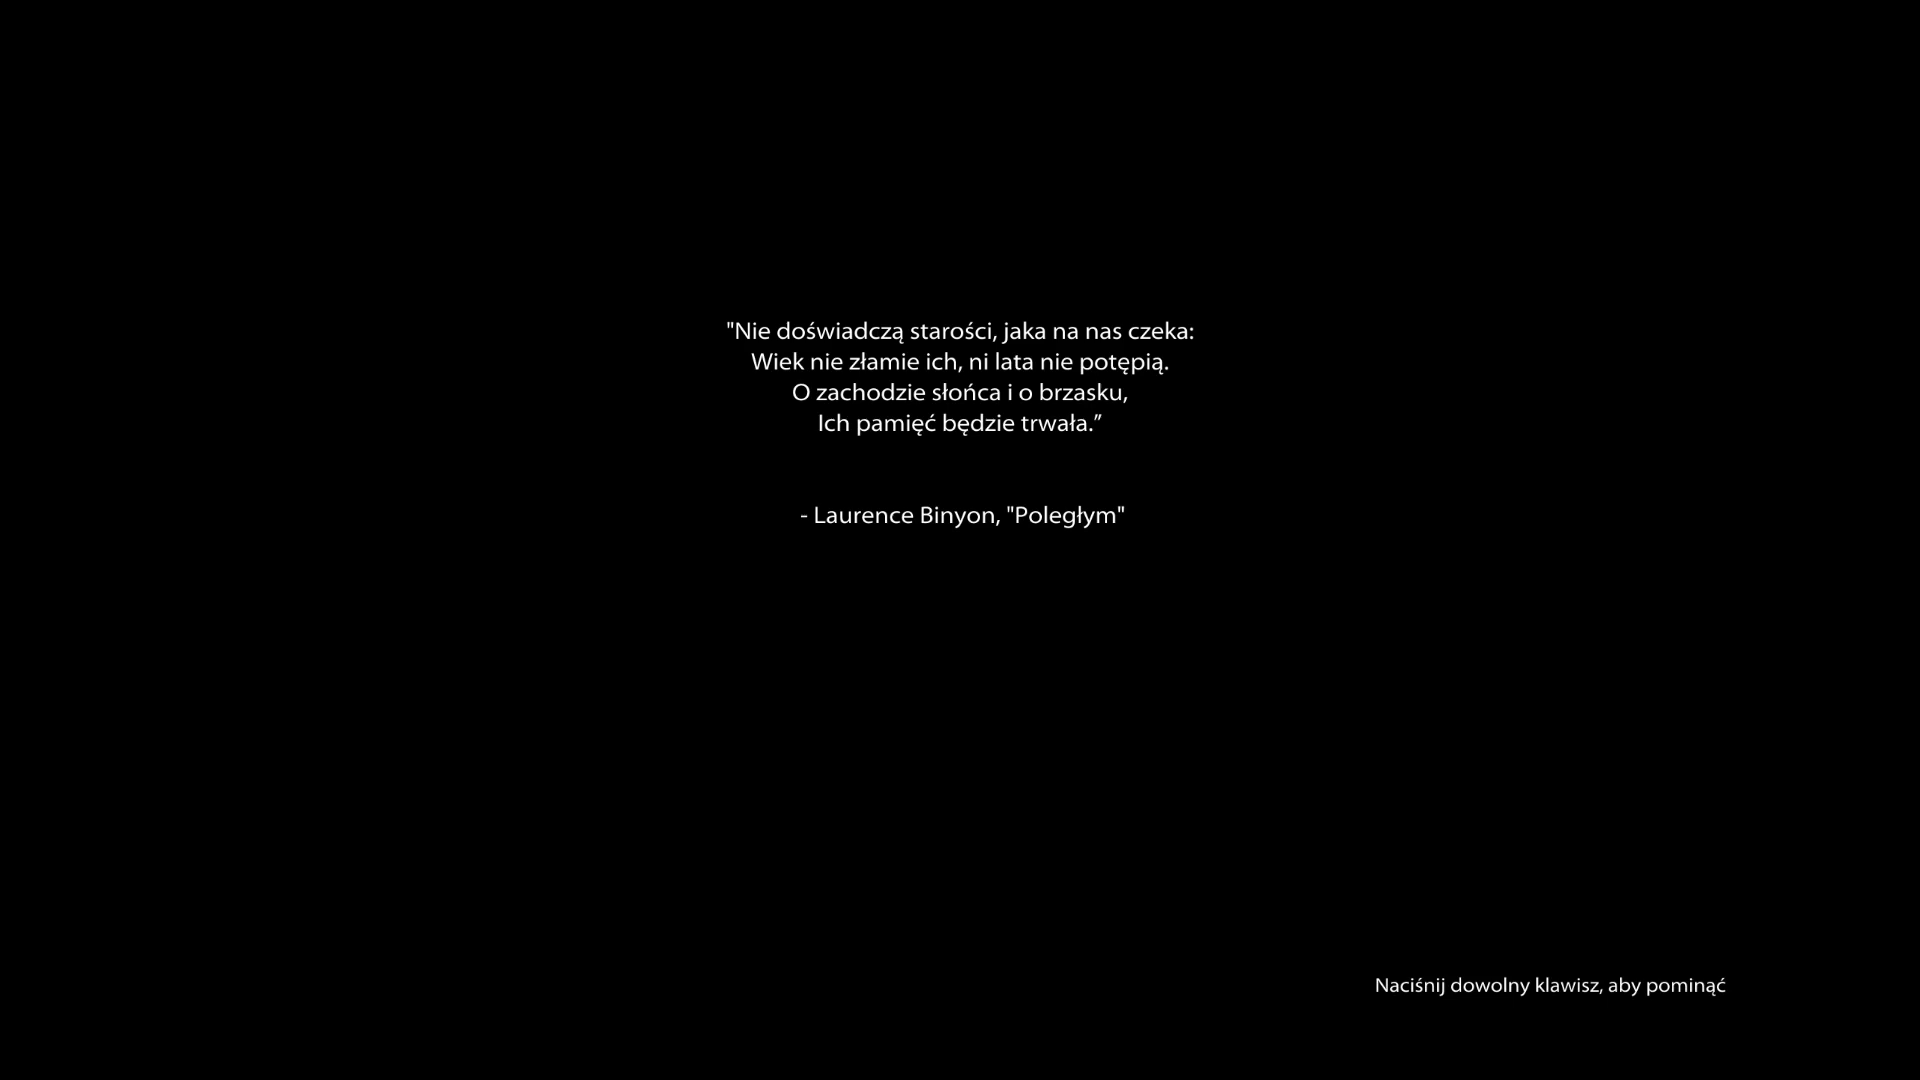 "Nie doświadczą starości, jaka na nas czeka:
Wiek nie złamie ich, ni lata nie potępią.
O zachodzie słońca i o brzasku,
Ich pamięć będzie trwała.”
- Laurence Binyon, "Poległym"
Naciśnij dowolny klawisz, aby pominąć